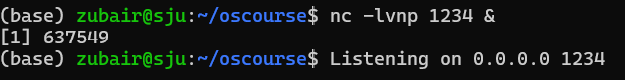 (base) zubair@sju:~/oscourse$ nc -lvnp 1234 &
[1] 637549
(base) zubair@sju:~/oscourse$ Listening on 0.0.0.0 1234